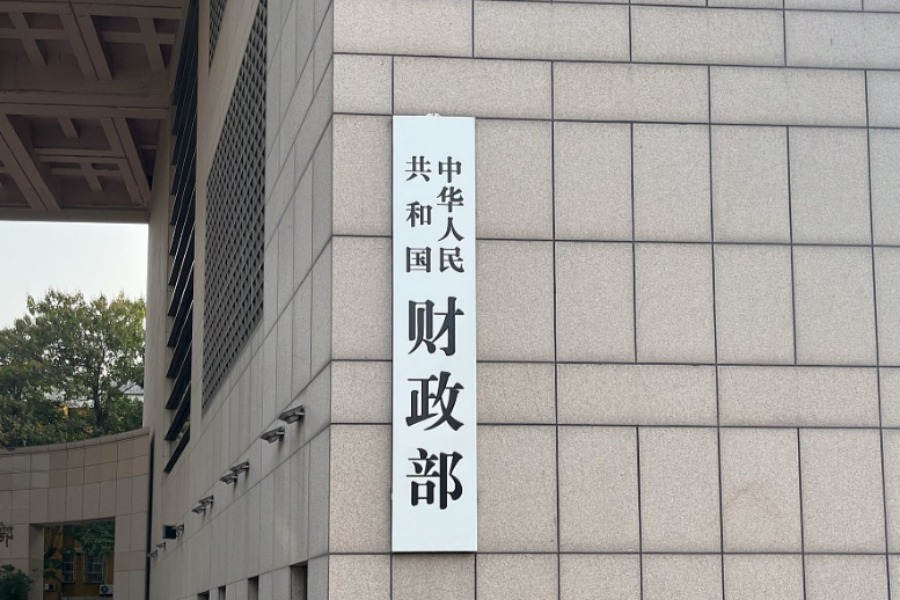 中华人民
共和国
财政部